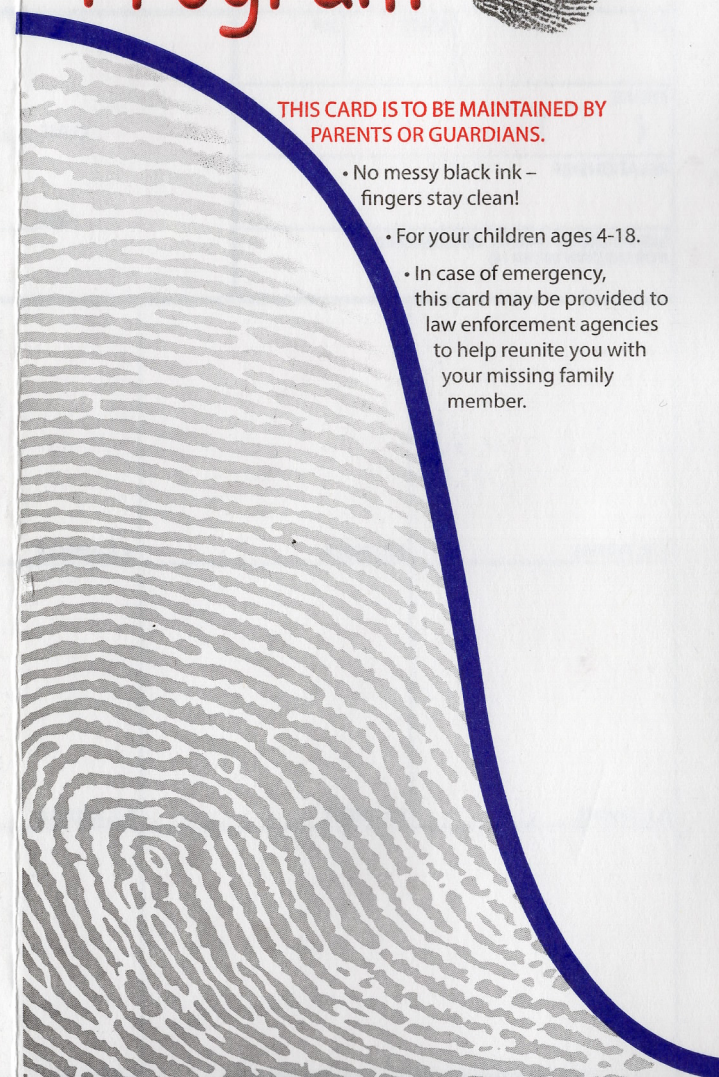 Program
THIS CARD IS TO BE MAINTAINED BY
PARENTS OR GUARDIANS.
• No messy black ink –
fingers stay clean!
• For your children ages 4-18.
• In case of emergency,
this card may be provided to
law enforcement agencies
to help reunite you with
your missing family
member.